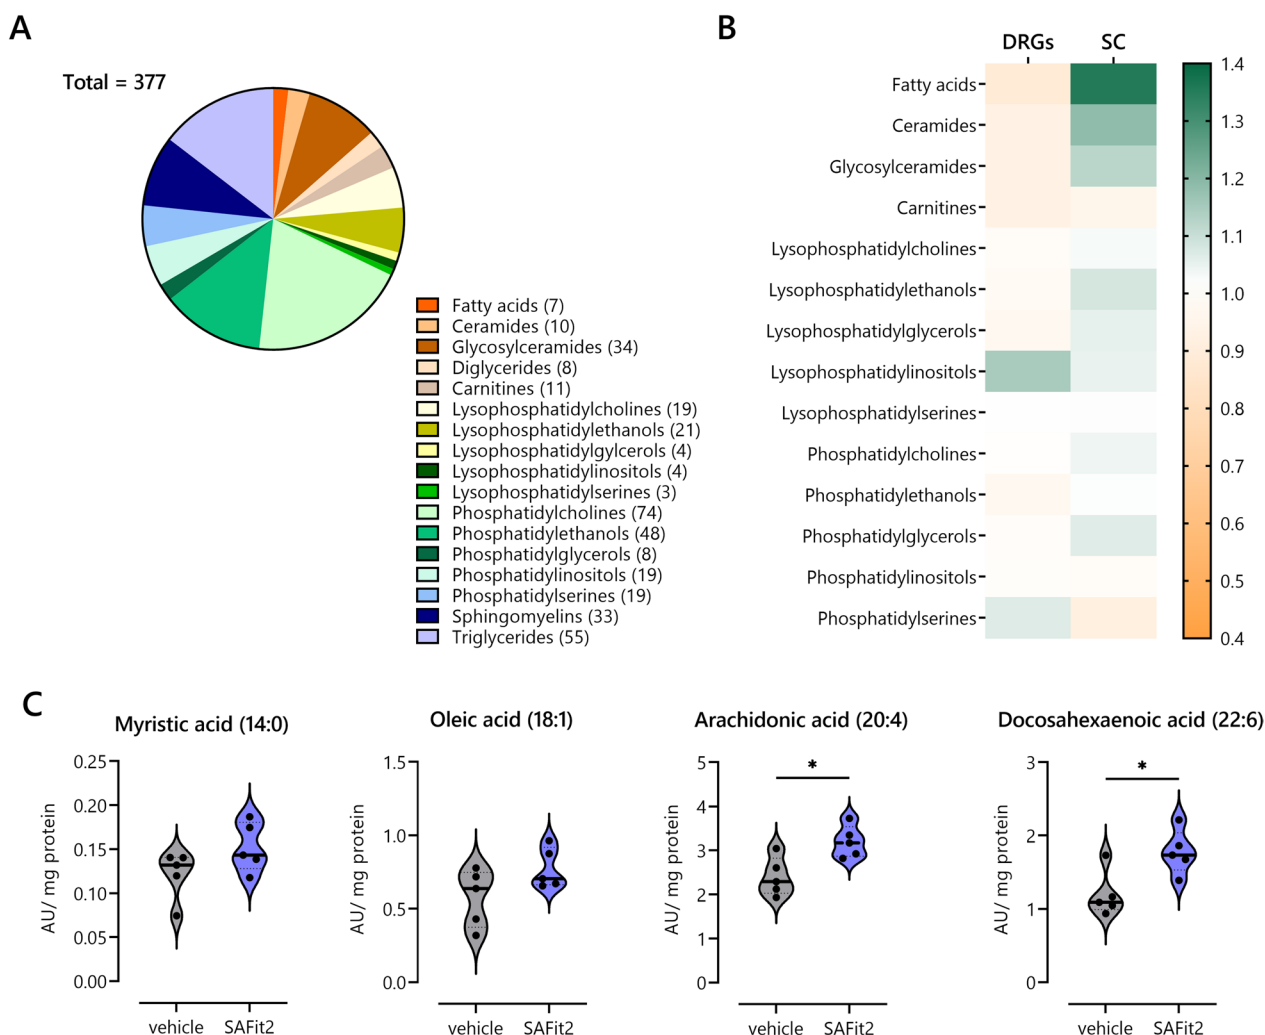 A
Total = 377
Fatty acids (7)
Ceramides (10)
Glycosylceramides (34)
Diglycerides (8)
Carnitines (11)
Lysophosphatidylcholines (19)
Lysophosphatidylethanols (21)
Lysophosphatidylgylcerols (4)
Lysophosphatidylinositols (4)
Lysophosphatidylserines (3)
Phosphatidylcholines (74)
Phosphatidylethanols (48)
Phosphatidylglycerols (8)
Phosphatidylinositols (19)
Phosphatidylserines (19)
Sphingomyelins (33)
Triglycerides (55)
B
DRGs SC
Fatty acids
Ceramides
Glycosylceramides
Carnitines
Lysophosphatidylcholines
Lysophosphatidylethanols
Lysophosphatidylglycerols
Lysophosphatidylinositols
Lysophosphatidylserines
Phosphatidylcholines
Phosphatidylethanols
Phosphatidylglycerols
Phosphatidylinositols
Phosphatidylserines
1.4
1.3
1.2
1.1
1.0
0.9
0.8
0.7
0.6
0.5
0.4
C
Myristic acid (14:0)
AU/ mg protein
0.25
0.20
0.15
0.10
0.05
0.00
vehicle SAFit2
Oleic acid (18:1)
AU/ mg protein
1.5
1.0
0.5
0.0
vehicle SAFit2
Arachidonic acid (20:4)
AU/ mg protein
5
4
3
2
1
0
*
vehicle SAFit2
Docosahexaenoic acid (22:6)
AU/ mg protein
3
2
1
0
*
vehicle SAFit2